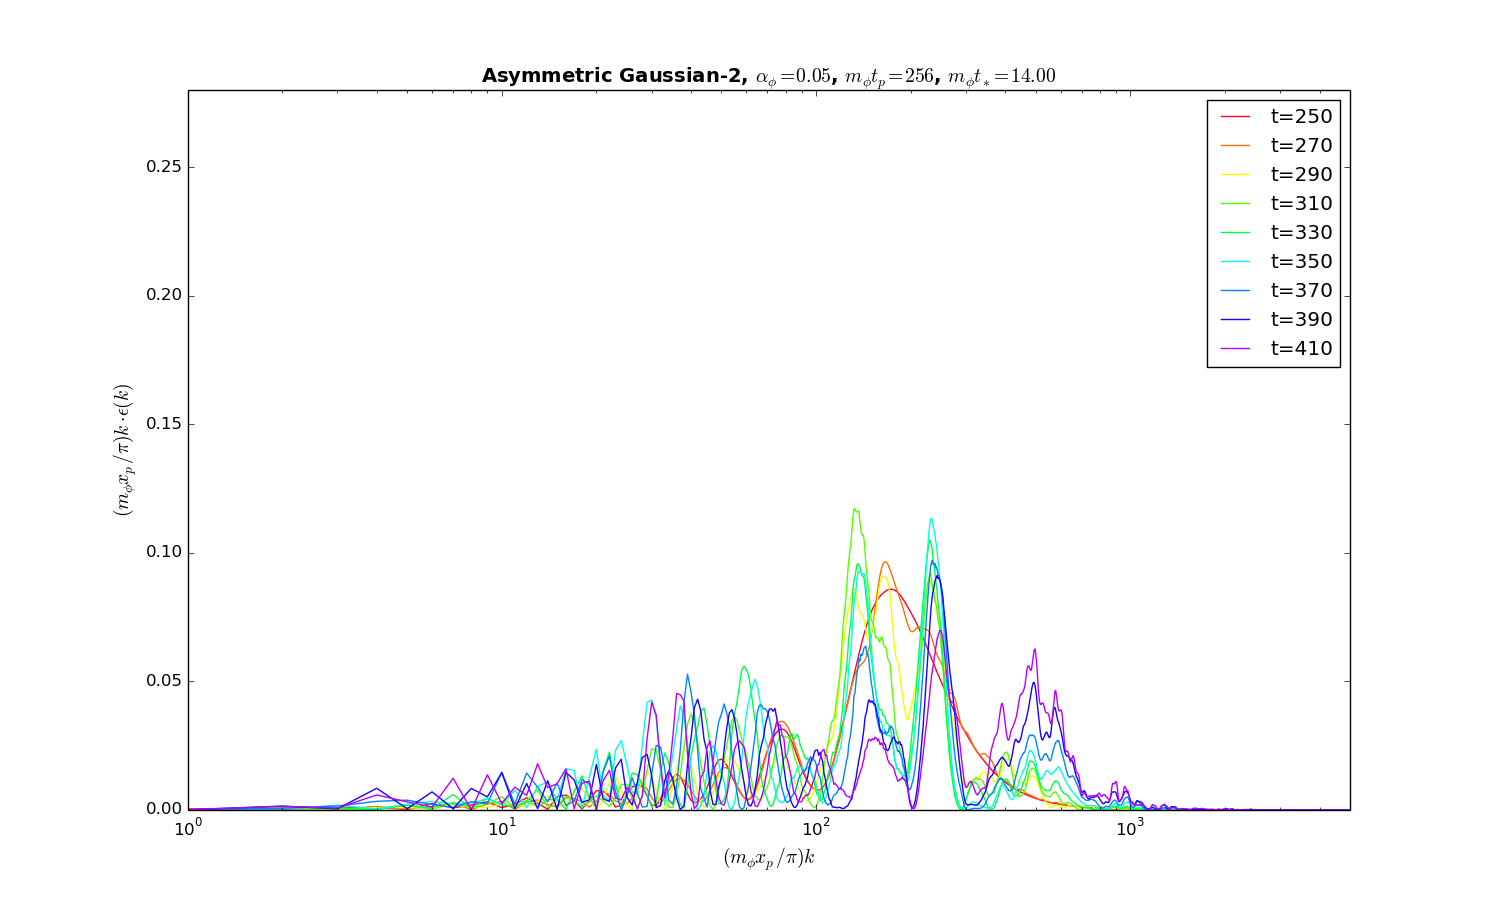 Asymmetric Gaussian-2, α_ϕ=0.05, m_ϕt_p=256, m_ϕt_*=14.00
t=250
t=270
t=290
t=310
t=330
t=350
t=370
t=390
t=410
0.25
0.20
0.15
0.10
0.05
0.00
(m_ϕx_p/π)k·ϵ(k)
10^0 10^1 10^2 10^3
(m_ϕx_p/π)k